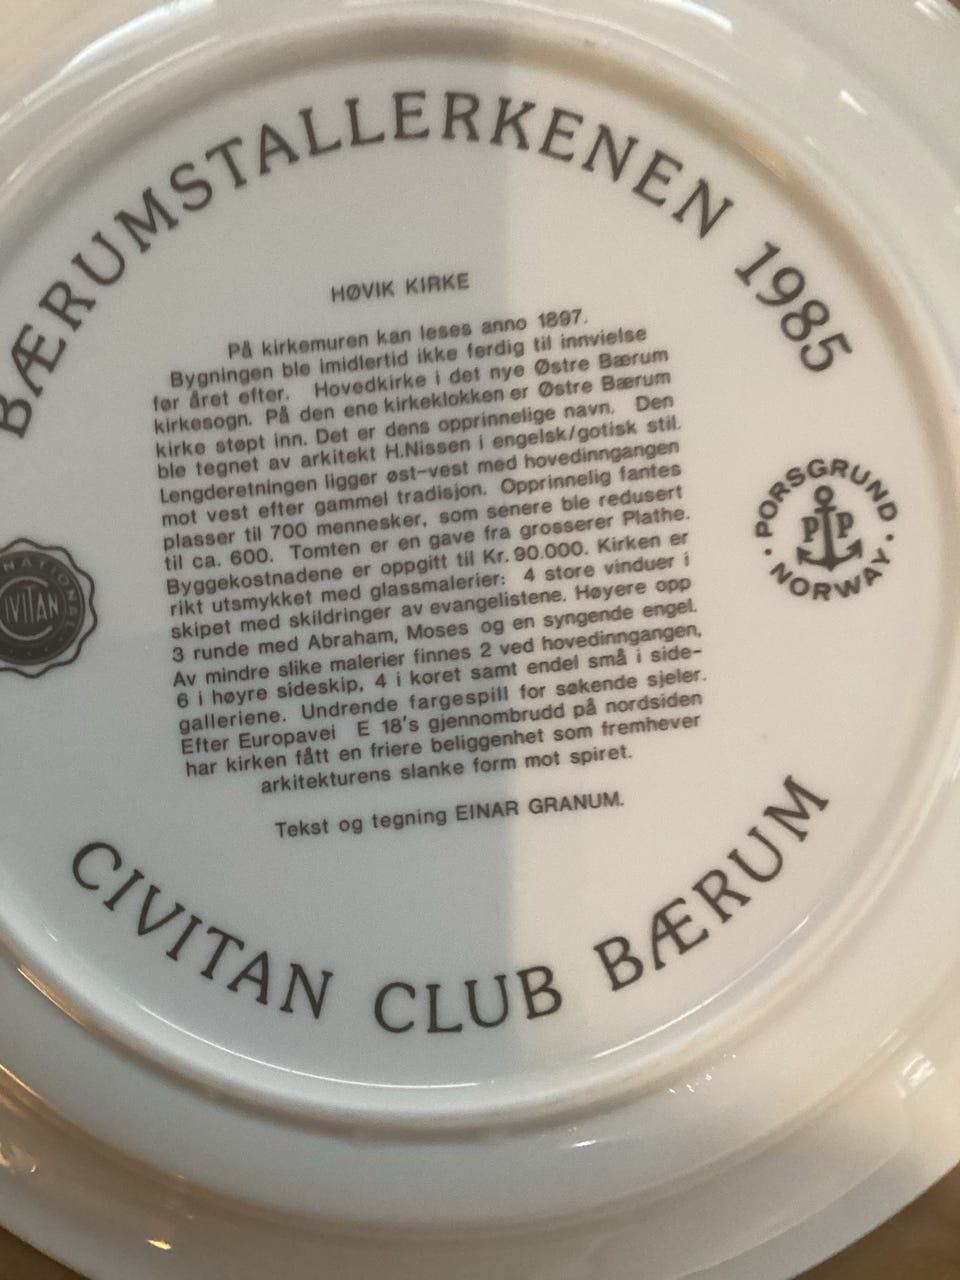 BÆRUMSTALLERKENEN 1985
HØVIK KIRKE
På kirkemuren kan leses anno 1897.
Bygningen ble imidlertid ikke ferdig til innvielse
før året efter. Hovedkirke i det nye Østre Bærum
kirkesogn. På den ene kirkeklokken er Østre Bærum
kirke støpt inn. Det er dens opprinnelige navn. Den
ble tegnet av arkitekt H.Nissen i engelsk/gotisk stil.
Lengderetningen ligger øst-vest med hovedinngangen
mot vest efter gammel tradisjon. Opprinnelig fantes
plasser til 700 mennesker, som senere ble redusert
til ca. 600. Tomten er en gave fra grosserer Plathe.
Byggekostnadene er oppgitt til Kr. 90.000. Kirken er
rikt utsmykket med glassmalerier: 4 store vinduer i
skipet med skildringer av evangelistene. Høyere opp
3 runde med Abraham, Moses og en syngende engel.
Av mindre slike malerier finnes 2 ved hovedinngangen,
6 i høyre sideskip, 4 i koret samt endel små i side-
galleriene. Undrende fargespill for søkende sjeler.
Efter Europavei E 18's gjennombrudd på nordsiden
har kirken fått en friere beliggenhet som fremhever
arkitekturens slanke form mot spiret.
Tekst og tegning EINAR GRANUM.
CIVITAN
PORSGRUND
P P
NORWAY
CIVITAN CLUB BÆRUM